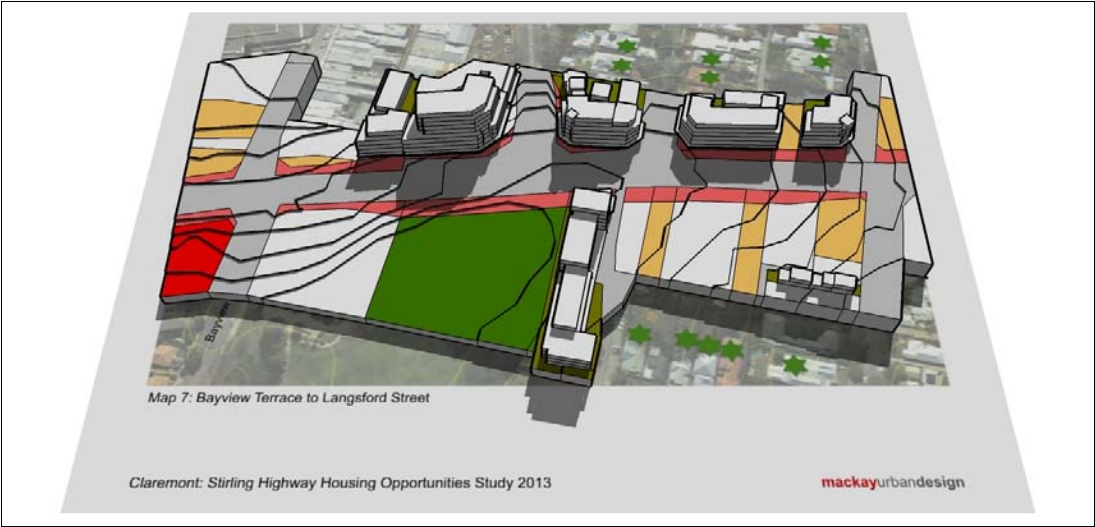 Bayview
Map 7: Bayview Terrace to Langsford Street
Claremont: Stirling Highway Housing Opportunities Study 2013
mackayurbandesign